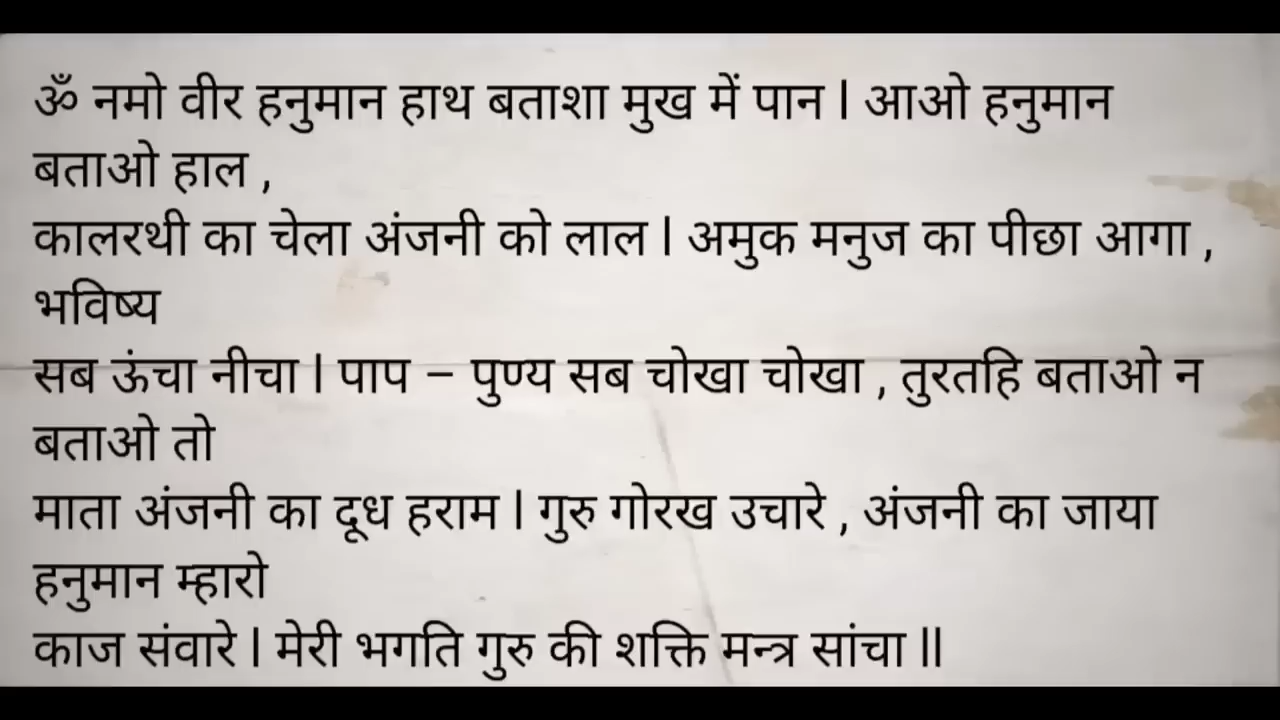 ॐ नमो वीर हनुमान हाथ बताशा मुख में पान | आओ हनुमान
बताओ हाल ,
कालरथी का चेला अंजनी को लाल | अमुक मनुज का पीछा आगा ,
भविष्य
सब ऊंचा नीचा | पाप – पुण्य सब चोखा चोखा , तुरतहि बताओ न
बताओ तो
माता अंजनी का दूध हराम | गुरु गोरख उचारे , अंजनी का जाया
हनुमान म्हारो
काज संवारे | मेरी भगति गुरु की शक्ति मन्त्र सांचा ||